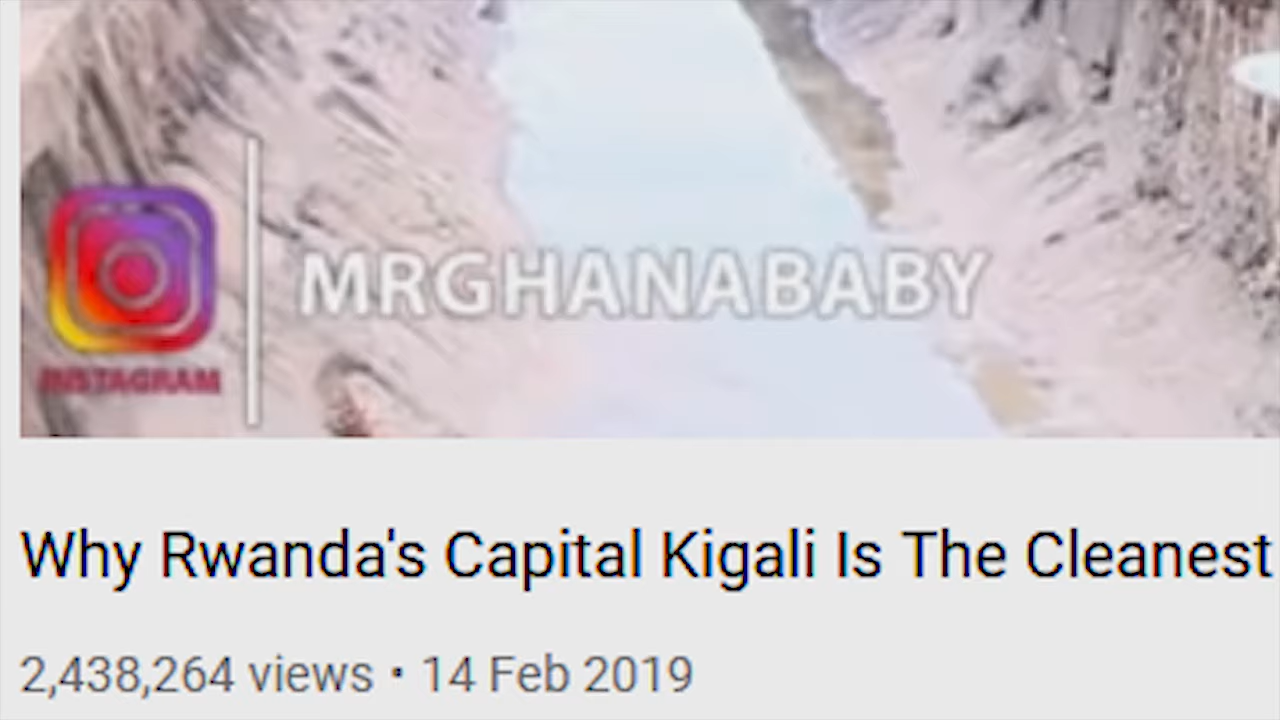 MRGHANABABY
INSTAGRAM
Why Rwanda's Capital Kigali Is The Cleanest
2,438,264 views • 14 Feb 2019